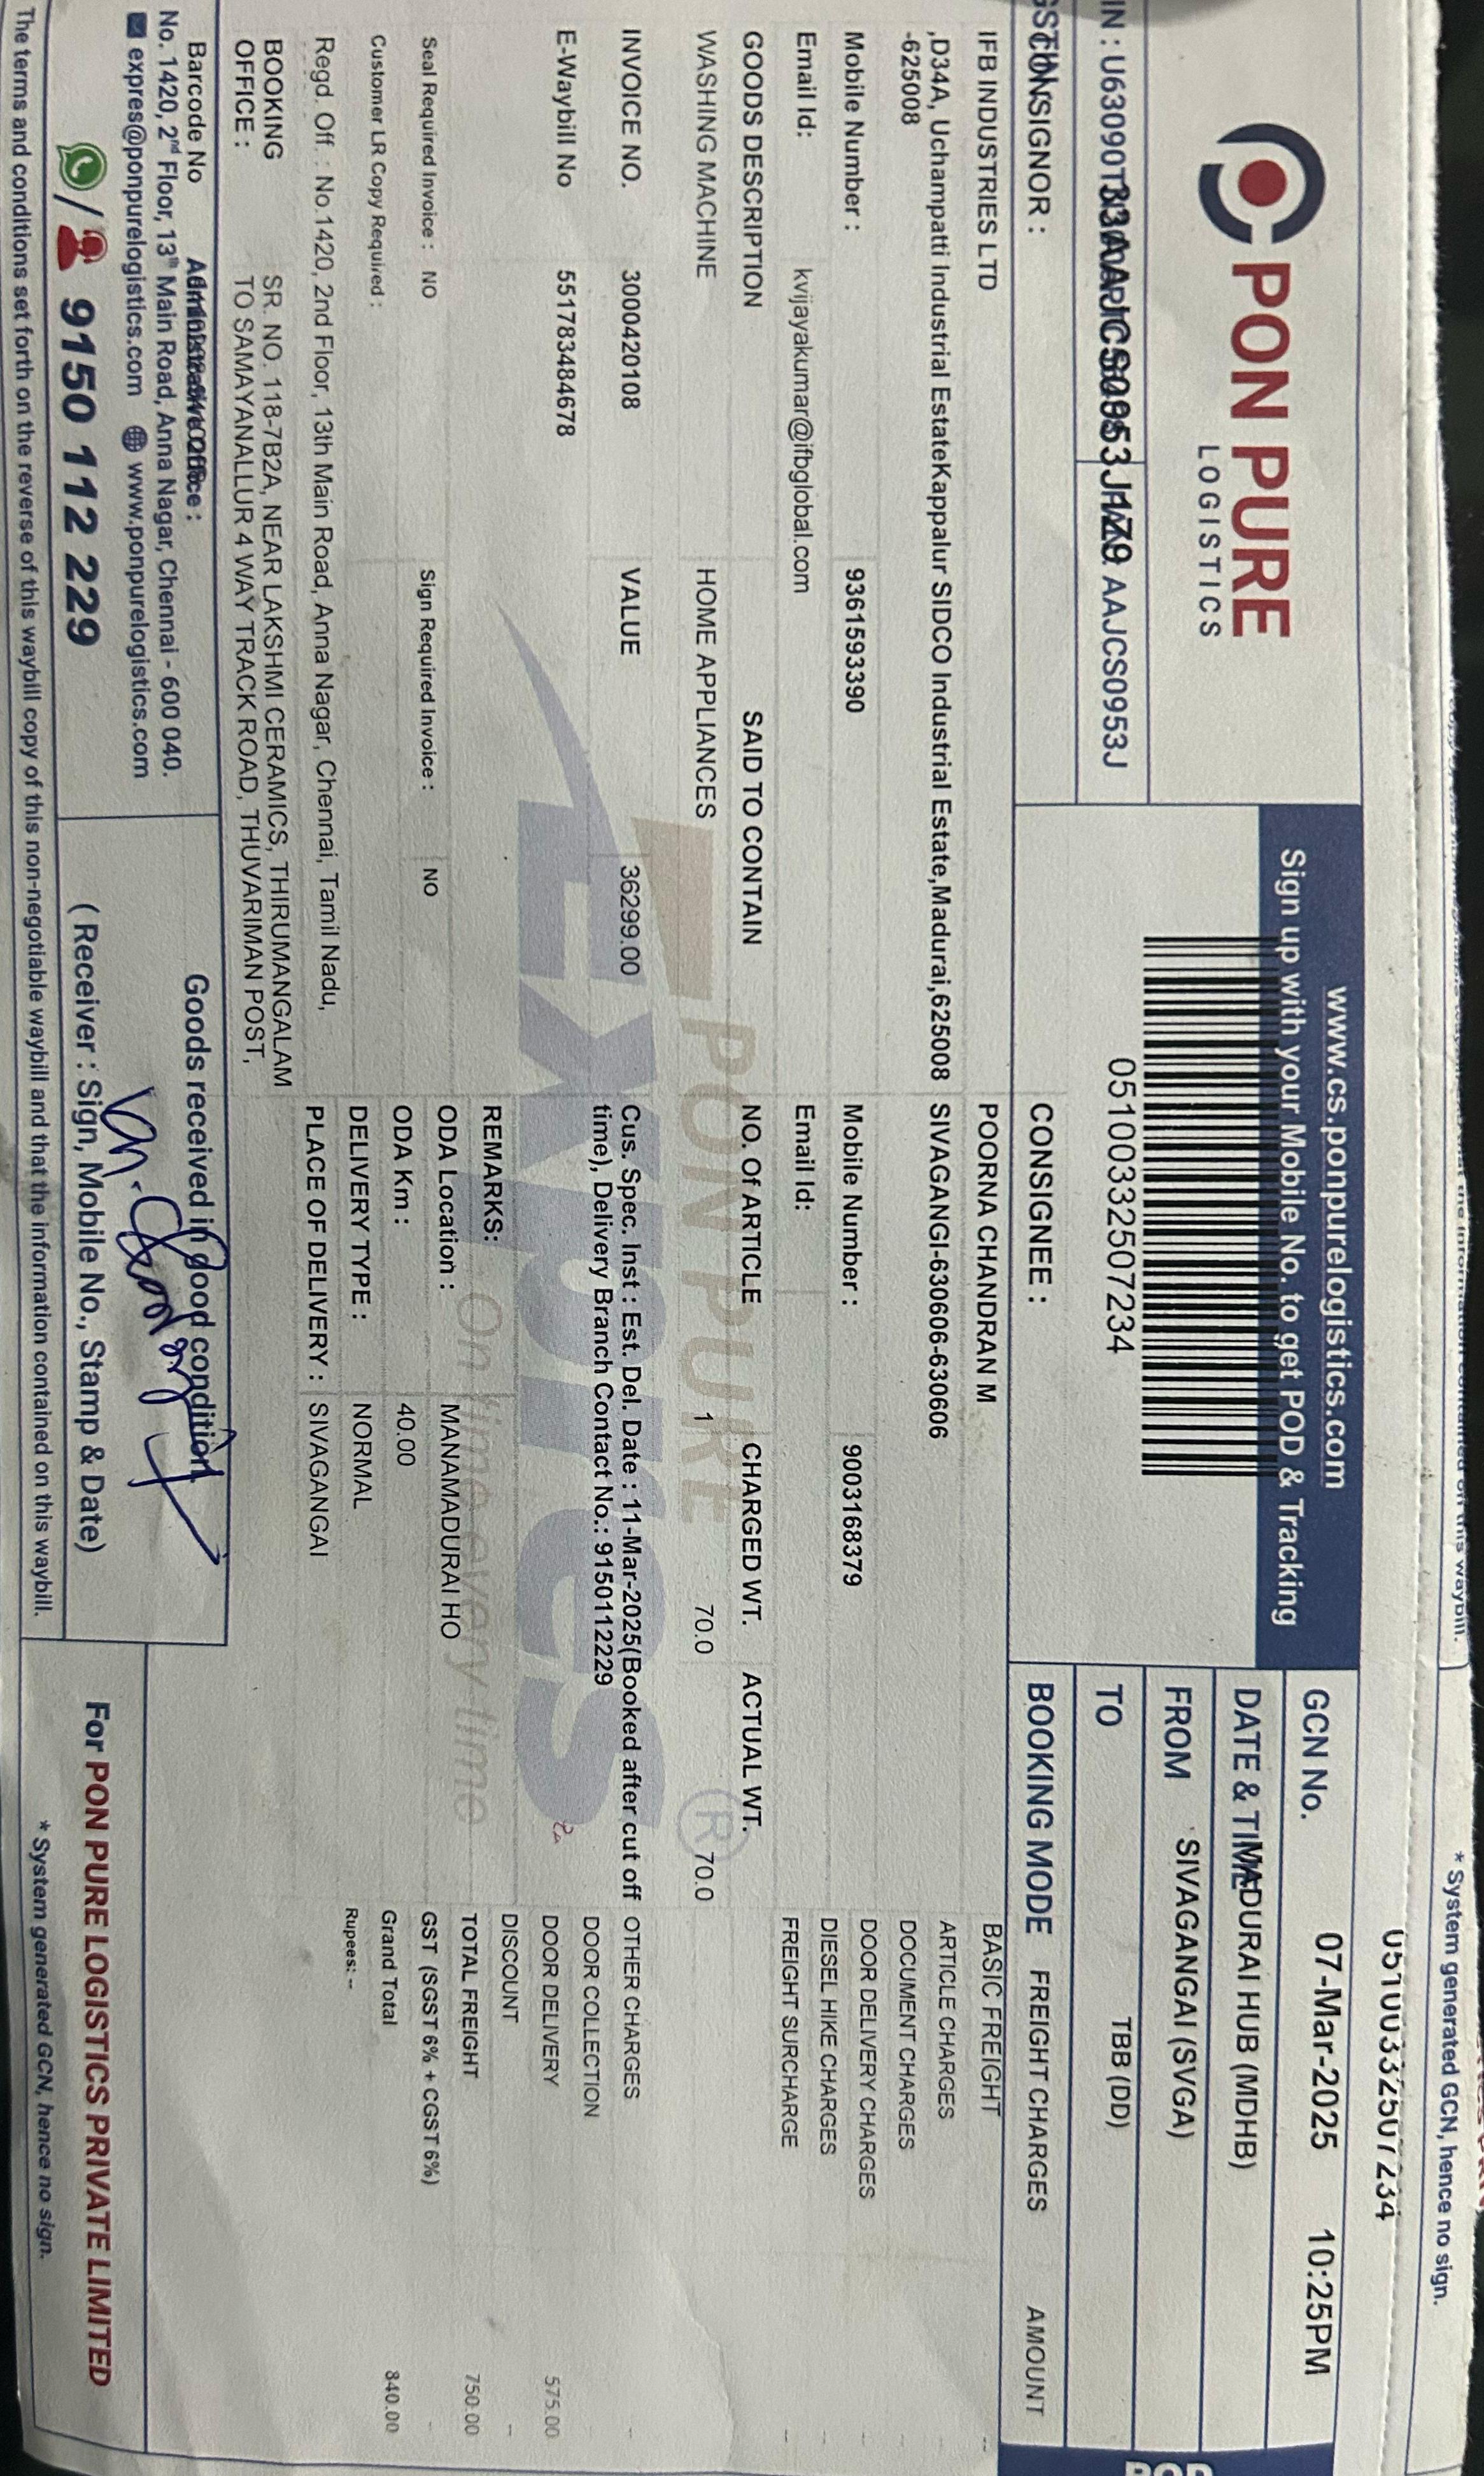 * System generated GCN, hence no sign.
05100332507234
PON PURE
LOGISTICS
www.cs.ponpurelogistics.com
Sign up with your Mobile No. to get POD & Tracking
05100332507234
GCN No. 07-Mar-2025 10:25PM
DATE & TIME MADURAI HUB (MDHB)
FROM SIVAGANGAI (SVGA)
TO TBB (DD)
BOOKING MODE FREIGHT CHARGES AMOUNT
AAJCS0953J
CONSIGNOR :
CONSIGNEE :
IFB INDUSTRIES LTD
POORNA CHANDRAN M
,D34A, Uchampatti Industrial EstateKappalur SIDCO Industrial Estate,Madurai,625008
-625008
SIVAGANGI-630606-630606
Mobile Number : 9361593390
Mobile Number : 9003168379
Email Id: kvijayakumar@ifbglobal.com
Email Id:
GOODS DESCRIPTION SAID TO CONTAIN NO. Of ARTICLE CHARGED WT. ACTUAL WT.
WASHING MACHINE HOME APPLIANCES 1 70.0 70.0
INVOICE NO. 3000420108 VALUE 36299.00
Cus. Spec. Inst : Est. Del. Date : 11-Mar-2025(Booked after cut off
time), Delivery Branch Contact No.: 9150112229
E-Waybill No 551783484678
REMARKS:
Seal Required Invoice : NO Sign Required Invoice : NO
ODA Location : MANAMADURAI HO
Customer LR Copy Required :
ODA Km : 40.00
DELIVERY TYPE : NORMAL
Regd. Off. : No.1420, 2nd Floor, 13th Main Road, Anna Nagar, Chennai, Tamil Nadu,
PLACE OF DELIVERY : SIVAGANGAI
BOOKING OFFICE : SR. NO. 118-7B2A, NEAR LAKSHMI CERAMICS, THIRUMANGALAM
TO SAMAYANALLUR 4 WAY TRACK ROAD, THUVARIMAN POST,
BASIC FREIGHT --
ARTICLE CHARGES -
DOCUMENT CHARGES -
DOOR DELIVERY CHARGES -
DIESEL HIKE CHARGES -
FREIGHT SURCHARGE -
OTHER CHARGES -
DOOR COLLECTION
DOOR DELIVERY 575.00
DISCOUNT -
TOTAL FREIGHT 750.00
GST (SGST 6% + CGST 6%) -
Grand Total 840.00
Rupees: --
PON PURE
Expres
On time every time
Barcode No
Administrative Office :
No. 1420, 2nd Floor, 13th Main Road, Anna Nagar, Chennai - 600 040.
expres@ponpurelogistics.com www.ponpurelogistics.com
/ 9150 112 229
Goods received in good condition
( Receiver : Sign, Mobile No., Stamp & Date)
For PON PURE LOGISTICS PRIVATE LIMITED
The terms and conditions set forth on the reverse of this waybill copy of this non-negotiable waybill and that the information contained on this waybill.
* System generated GCN, hence no sign.